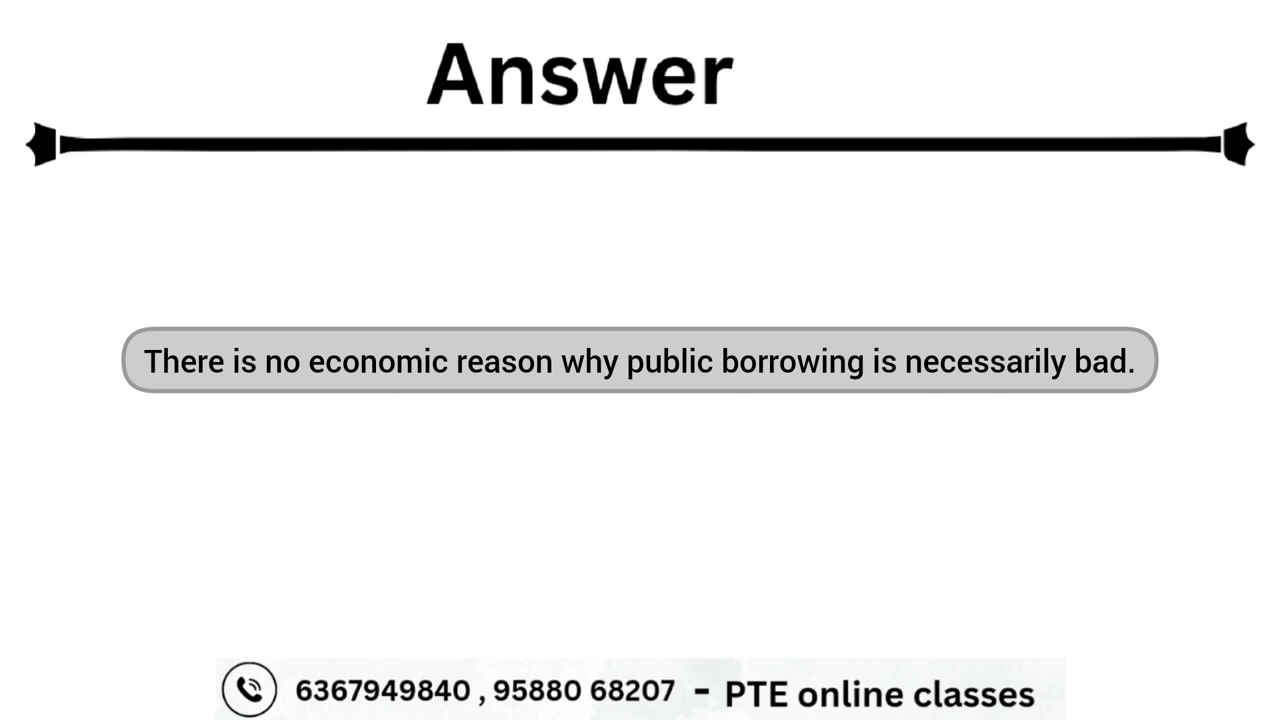 Answer
There is no economic reason why public borrowing is necessarily bad.
6367949840 , 95880 68207 - PTE online classes